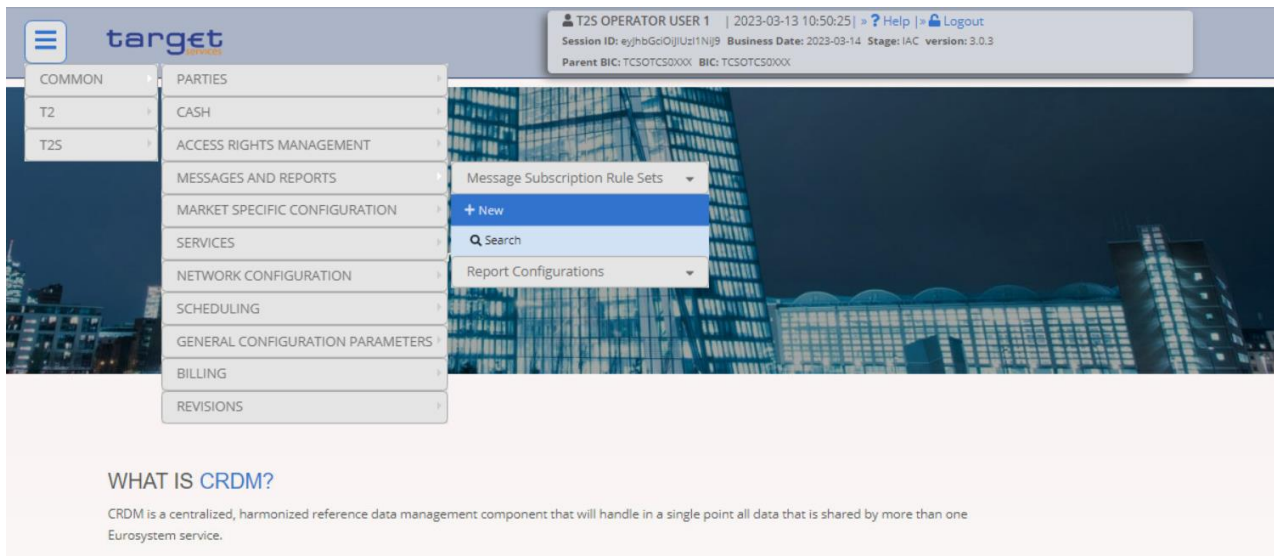 T2S OPERATOR USER 1 | 2023-03-13 10:50:25| » ? Help |» Logout
target
services
Session ID: eyJhbGciOiJIUzI1NiJ9 Business Date: 2023-03-14 Stage: IAC version: 3.0.3
Parent BIC: TCSOTCS0XXX BIC: TCSOTCS0XXX
COMMON
PARTIES
T2
CASH
T2S
ACCESS RIGHTS MANAGEMENT
MESSAGES AND REPORTS
Message Subscription Rule Sets
MARKET SPECIFIC CONFIGURATION
+ New
SERVICES
Search
NETWORK CONFIGURATION
Report Configurations
SCHEDULING
GENERAL CONFIGURATION PARAMETERS
BILLING
REVISIONS
WHAT IS CRDM?
CRDM is a centralized, harmonized reference data management component that will handle in a single point all data that is shared by more than one
Eurosystem service.